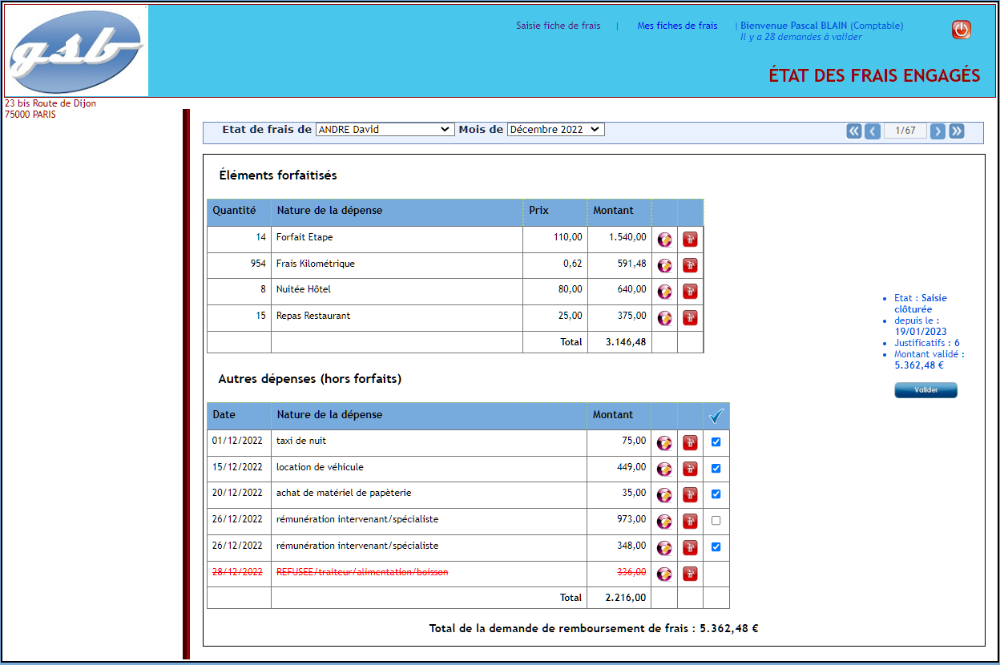 gsb
Saisie fiche de frais | Mes fiches de frais | Bienvenue Pascal BLAIN (Comptable)
Il y a 28 demandes à valider
ÉTAT DES FRAIS ENGAGÉS
23 bis Route de Dijon
75000 PARIS
Etat de frais de ANDRE David Mois de Décembre 2022 1/67
Éléments forfaitisés
Quantité Nature de la dépense Prix Montant
14 Forfait Etape 110,00 1.540,00
954 Frais Kilométrique 0,62 591,48
8 Nuitée Hôtel 80,00 640,00
15 Repas Restaurant 25,00 375,00
Total 3.146,48
Autres dépenses (hors forfaits)
Date Nature de la dépense Montant
01/12/2022 taxi de nuit 75,00
15/12/2022 location de véhicule 449,00
20/12/2022 achat de matériel de papèterie 35,00
26/12/2022 rémunération intervenant/spécialiste 973,00
26/12/2022 rémunération intervenant/spécialiste 348,00
28/12/2022 REFUSEE/traiteur/alimentation/boisson 336,00
Total 2.216,00
Total de la demande de remboursement de frais : 5.362,48 €
Etat : Saisie
clôturée
depuis le :
19/01/2023
Justificatifs : 6
Montant validé :
5.362,48 €
Valider